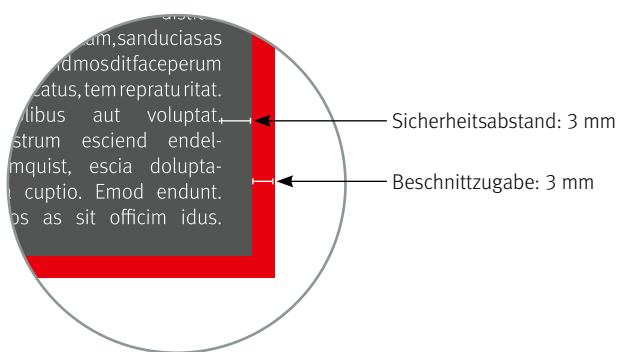 am, sanduciasas
dmosditfaceperum
catus, tem repratu ritat.
libus aut voluptat.
strum esciend endel-
mquist, escia dolupta-
cuptio. Emod endunt.
os as sit officim idus.
Sicherheitsabstand: 3 mm
Beschnittzugabe: 3 mm